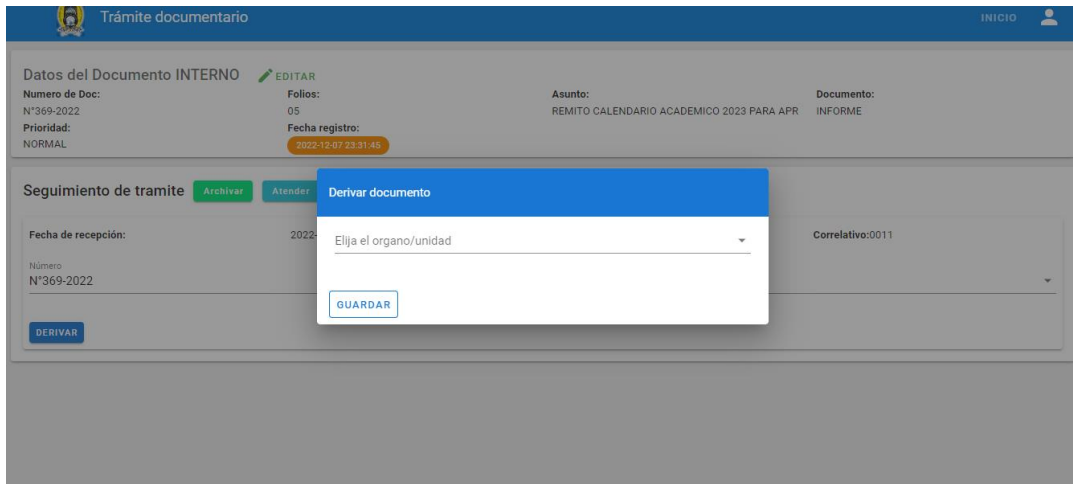 Trámite documentario
INICIO
Datos del Documento INTERNO
EDITAR
Numero de Doc:
N°369-2022
Folios:
05
Asunto:
REMITO CALENDARIO ACADEMICO 2023 PARA APR
Documento:
INFORME
Prioridad:
NORMAL
Fecha registro:
2022-12-07 23:31:45
Seguimiento de tramite
Archivar
Atender
Derivar documento
Elija el organo/unidad
GUARDAR
Fecha de recepción:
2022-
Correlativo:0011
Número
N°369-2022
DERIVAR